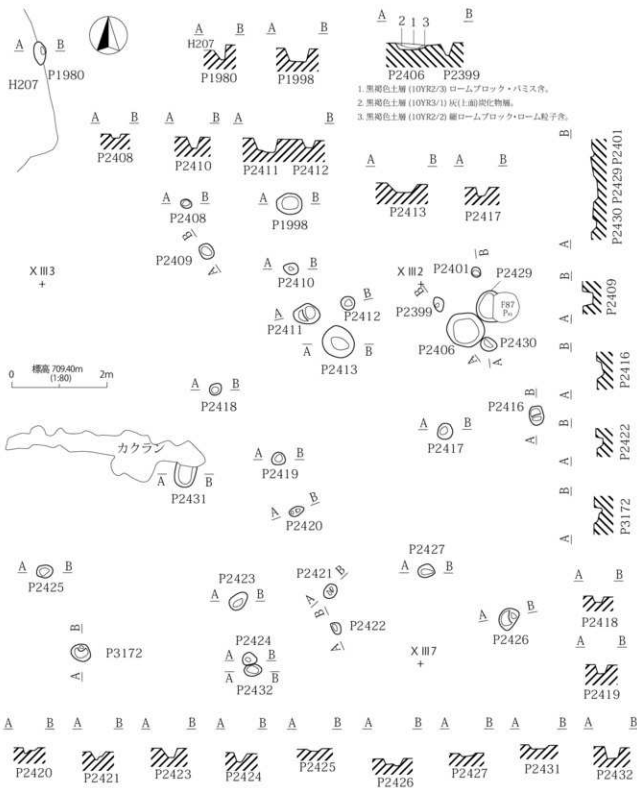 A B
H207
P1980
A B
H207
P1980
A B
P1998
A B
2 1 3
P2406 P2399
1. 黒褐色土層 (10YR2/3) ロームブロック・パミス含。
2. 黒褐色土層 (10YR3/1) 灰(上面)炭化物層。
3. 黒褐色土層 (10YR2/2) 細ロームブロック・ローム粒子含。
A B
P2408
A B
P2410
A B
P2411 P2412
A B
P2413
A B
P2417
B
P2430 P2429 P2401
A
A B
P2408
A B
P1998
B
P2409
A
A B
P2410
X III3
X III2
P2401
B
P2429
F87
B
P2399
P2406
P2430
A A
A
P2411
B
P2412
A B
P2413
B
P2409
A
標高 709.40m
0 (1:80) 2m
A B
P2418
B
P2416
A
A B
P2417
B
P2416
A
カクラン
A B
P2431
A B
P2419
A B
P2420
B
P2422
A
B
P3172
A
A B
P2425
P2423
A B
P2421 B
A
B
P2422
A
P2427
A B
A B
P2426
A B
P2418
B
P3172
A
P2424
A B
A B
P2432
X III7
A B
P2419
A B
P2420
A B
P2421
A B
P2423
A B
P2424
A B
P2425
A B
P2426
A B
P2427
A B
P2431
A B
P2432